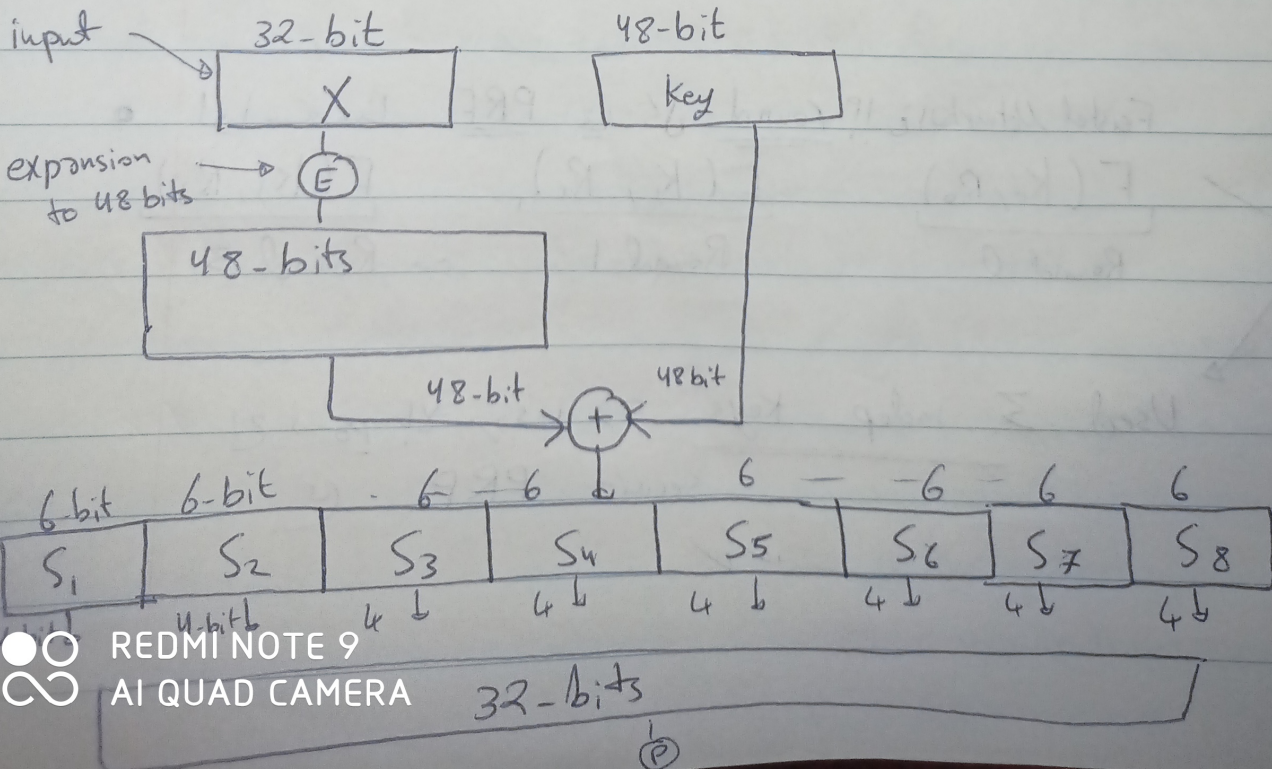 input
32-bit
48-bit
X
Key
expansion
to 48 bits
E
48-bits
48-bit
48bit
+
6-bit 6-bit - 6 - 6 6 - - 6 - 6 6
S1 S2 S3 S4 S5 S6 S7 S8
4-bit 4 4 4 4 4 4
REDMI NOTE 9
AI QUAD CAMERA
32-bits
P